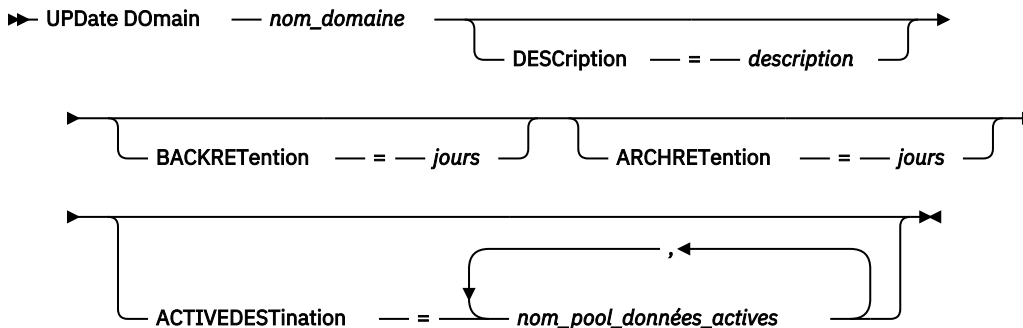 UPDate DOmain — nom_domaine
DESCription — = — description
BACKRETention — = — jours
ARCHRETention — = — jours
,
ACTIVEDESTination — = — nom_pool_données_actives